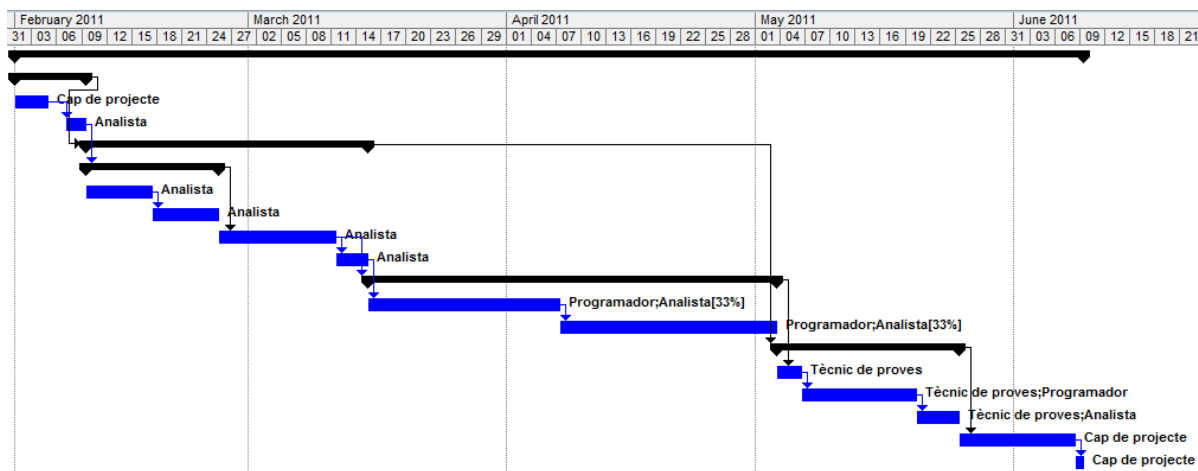 February 2011 March 2011 April 2011 May 2011 June 2011
31 03 06 09 12 15 18 21 24 27 02 05 08 11 14 17 20 23 26 29 01 04 07 10 13 16 19 22 25 28 01 04 07 10 13 16 19 22 25 28 31 03 06 09 12 15 18 21
Cap de projecte
Analista
Analista
Analista
Analista
Analista
Programador;Analista[33%]
Programador;Analista[33%]
Tècnic de proves
Tècnic de proves;Programador
Tècnic de proves;Analista
Cap de projecte
Cap de projecte